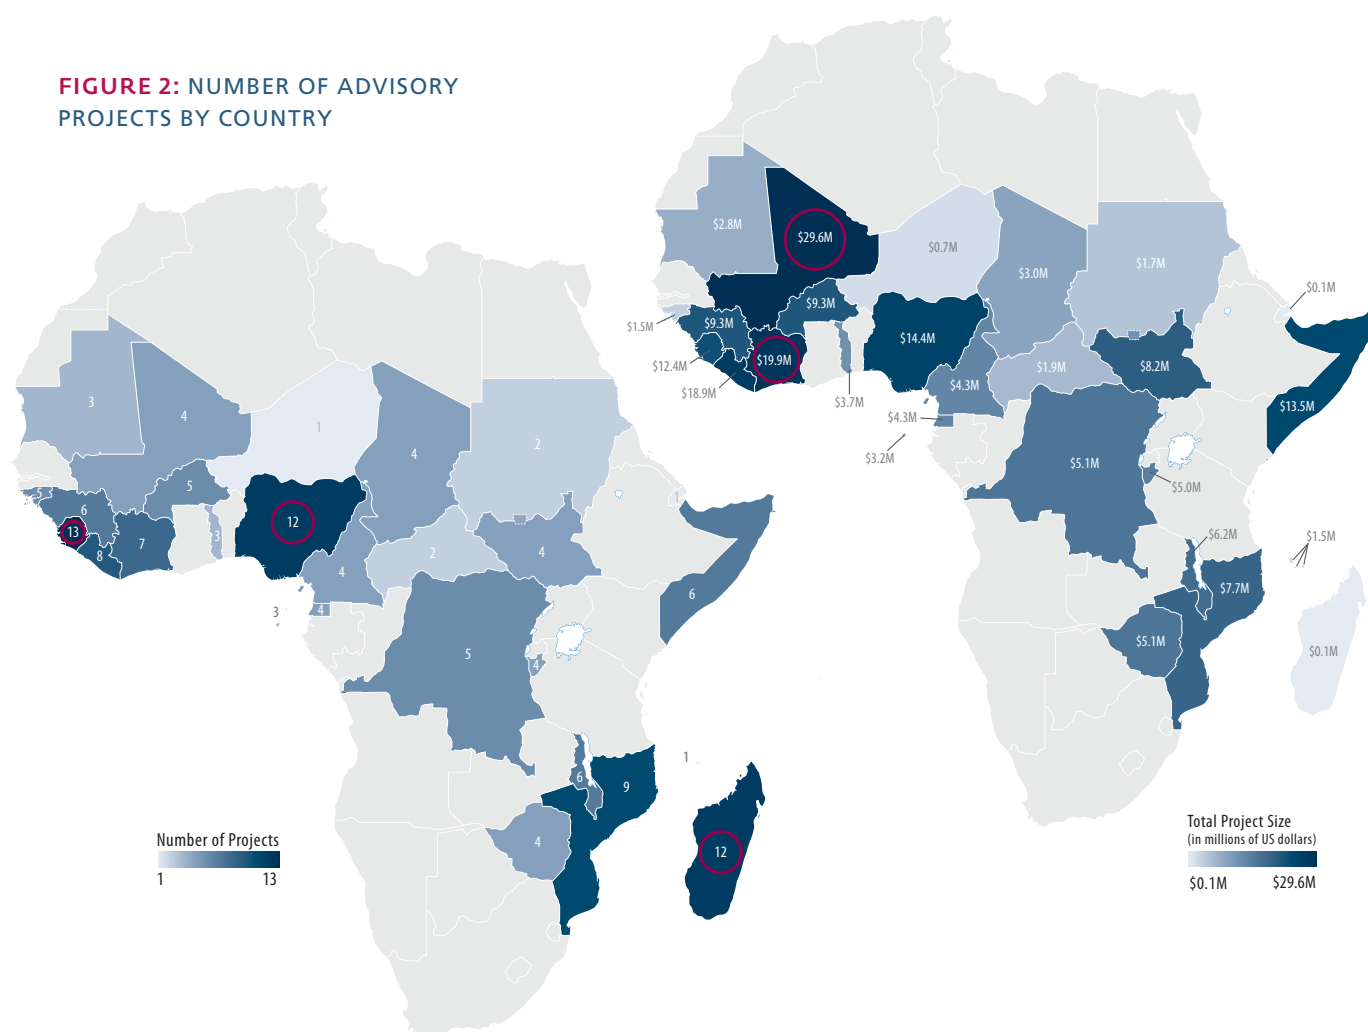 FIGURE 2: NUMBER OF ADVISORY
PROJECTS BY COUNTRY
3
4
1
4
2
5
6
5
13
8
7
3
12
4
2
4
1
6
3
4
5
4
6
9
1
4
12
Number of Projects
1 13
$2.8M
$29.6M
$0.7M
$3.0M
$1.7M
$0.1M
$1.5M
$9.3M
$9.3M
$12.4M
$18.9M
$19.9M
$3.7M
$14.4M
$4.3M
$1.9M
$8.2M
$13.5M
$4.3M
$3.2M
$5.1M
$5.0M
$6.2M
$1.5M
$7.7M
$5.1M
$0.1M
Total Project Size
(in millions of US dollars)
$0.1M $29.6M